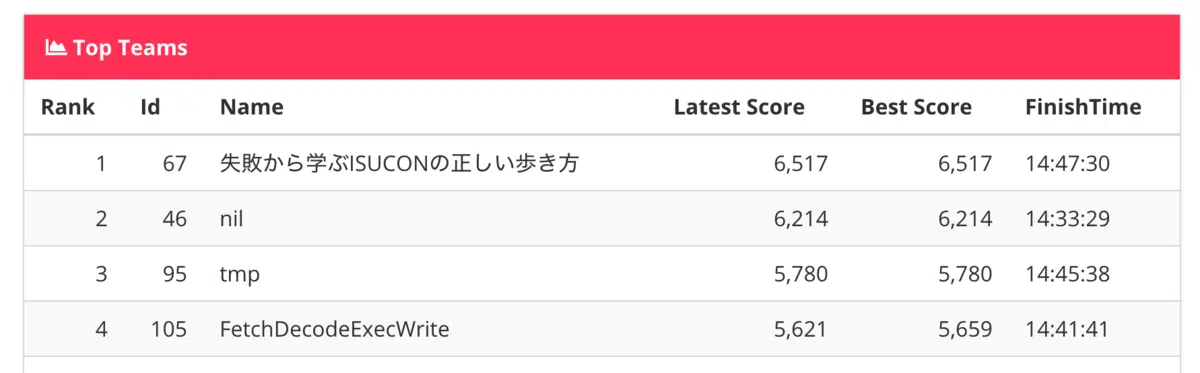 Top Teams
Rank Id Name Latest Score Best Score FinishTime
1 67 失敗から学ぶISUCONの正しい歩き方 6,517 6,517 14:47:30
2 46 nil 6,214 6,214 14:33:29
3 95 tmp 5,780 5,780 14:45:38
4 105 FetchDecodeExecWrite 5,621 5,659 14:41:41